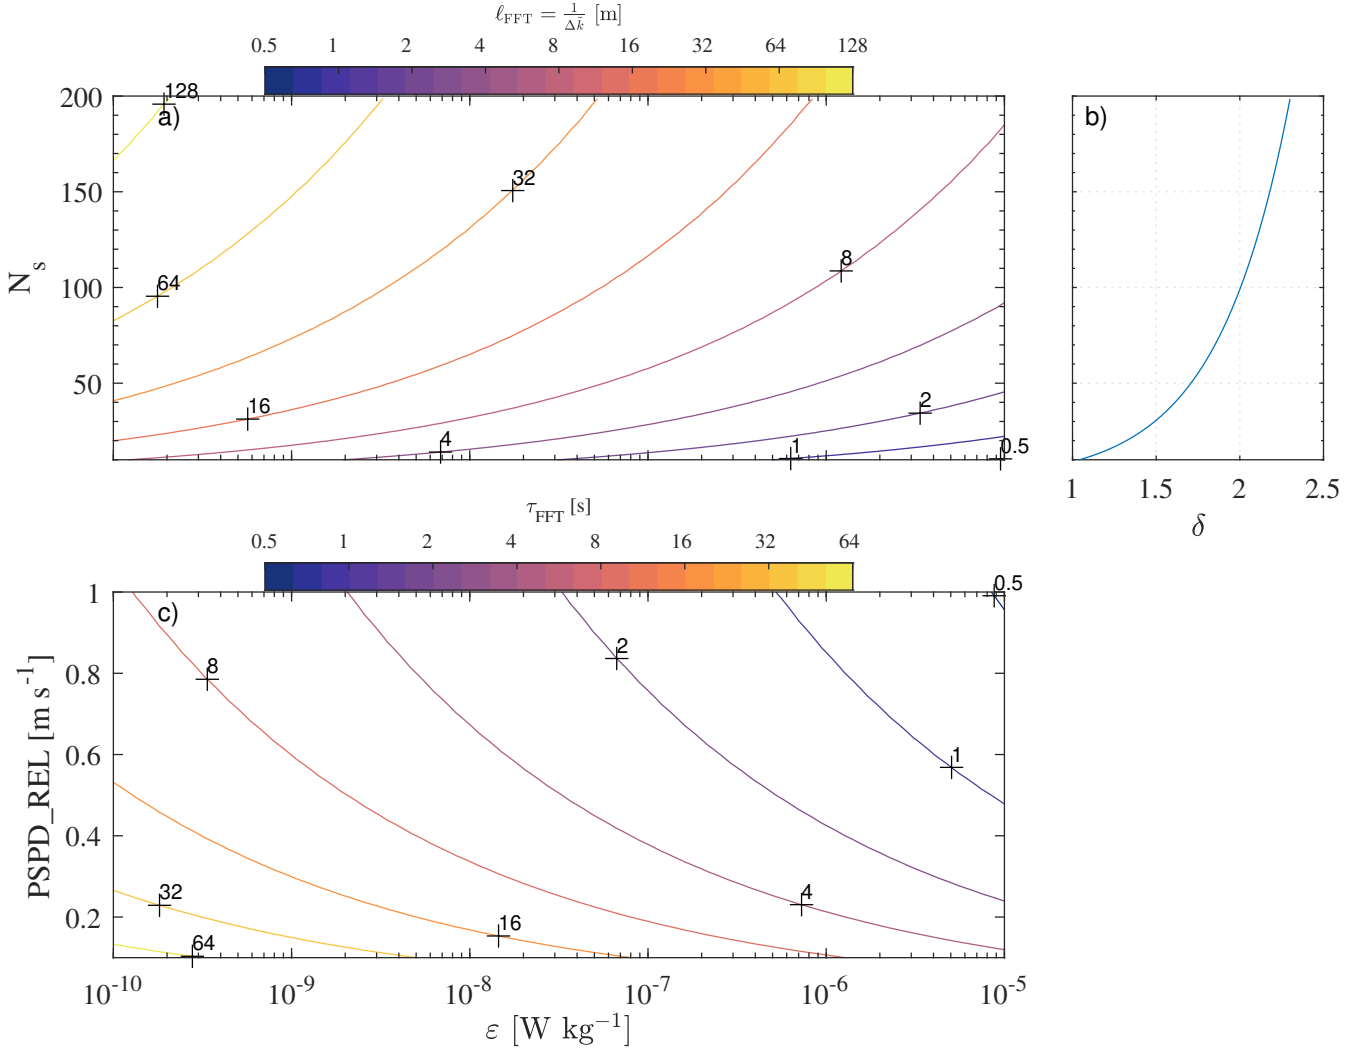 ℓ_FFT = 1/Δk̃ [m]
0.5 1 2 4 8 16 32 64 128
a)
N_s
200
150
100
50
128
64
32
16
8
4
2
1
0.5
b)
1 1.5 2 2.5
δ
τ_FFT [s]
0.5 1 2 4 8 16 32 64
c)
PSPD_REL [m s^-1]
1
0.8
0.6
0.4
0.2
0.5
8
2
1
32
4
16
64
10^-10 10^-9 10^-8 10^-7 10^-6 10^-5
ε [W kg^−1]